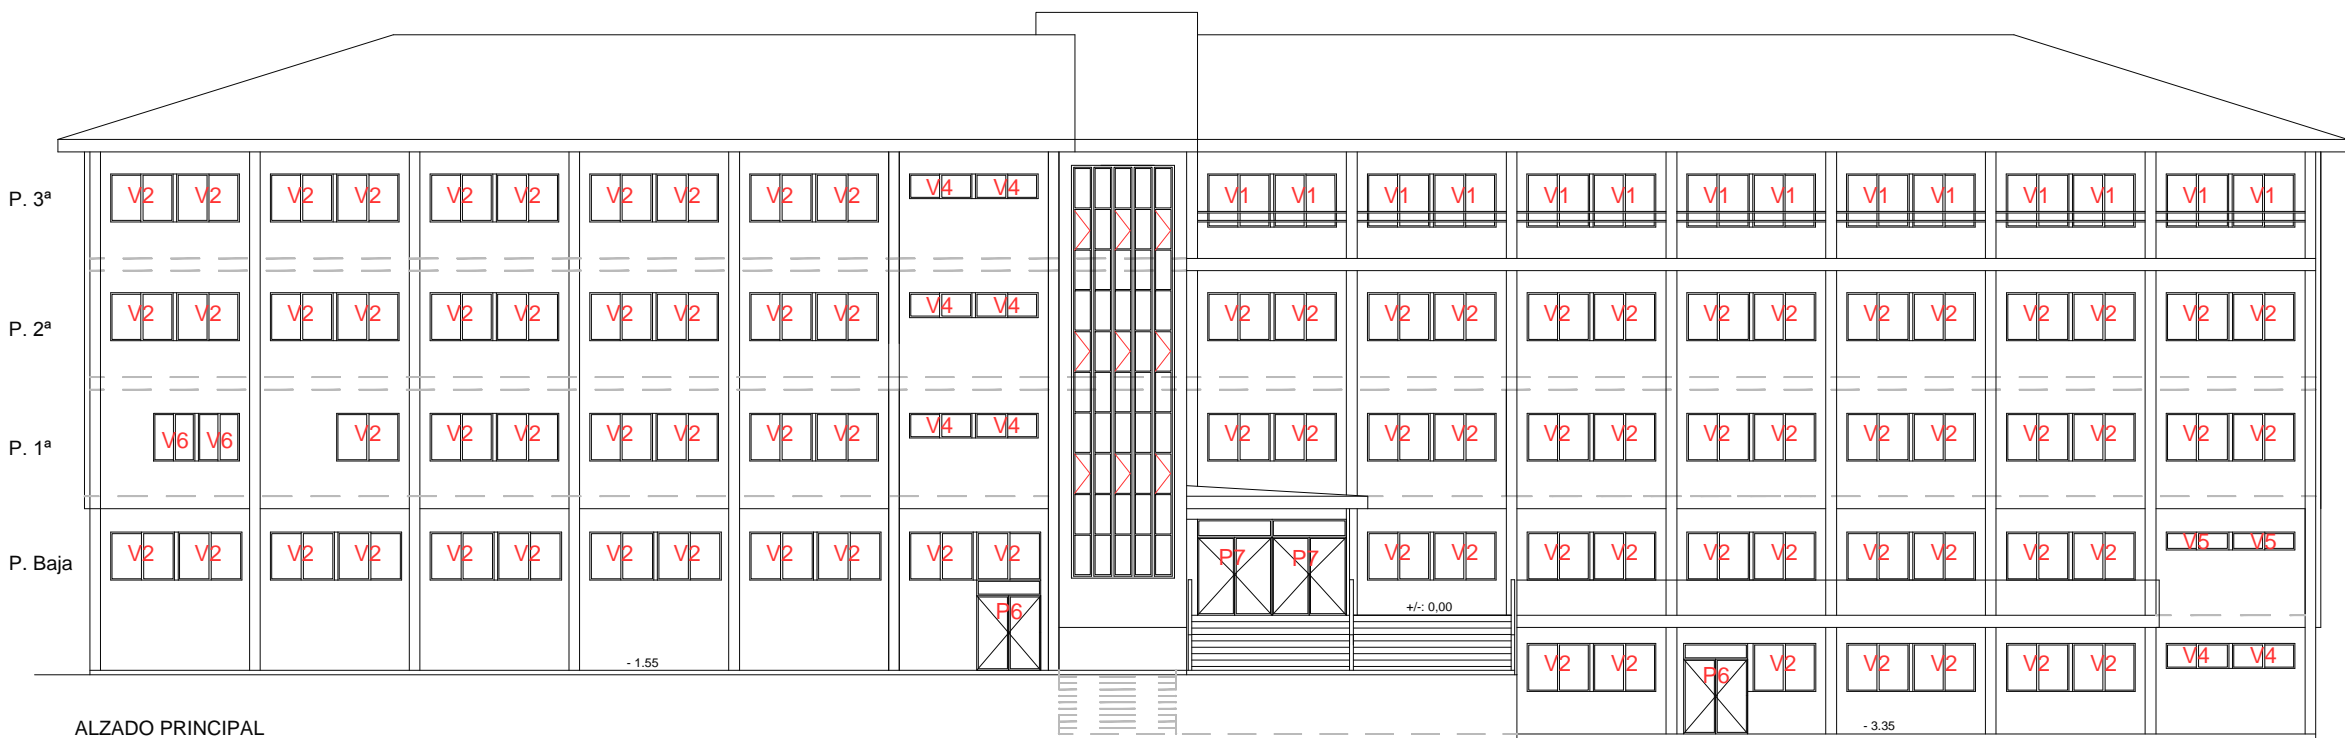 P. 3ª V2 V2 V2 V2 V2 V2 V2 V2 V2 V2 V4 V4 V1 V1 V1 V1 V1 V1 V1 V1 V1 V1 V1 V1 V1 V1
P. 2ª V2 V2 V2 V2 V2 V2 V2 V2 V2 V2 V4 V4 V2 V2 V2 V2 V2 V2 V2 V2 V2 V2 V2 V2 V2 V2
P. 1ª V6 V6 V2 V2 V2 V2 V2 V2 V2 V4 V4 V2 V2 V2 V2 V2 V2 V2 V2 V2 V2 V2 V2 V2 V2
P. Baja V2 V2 V2 V2 V2 V2 V2 V2 V2 V2 V2 V2 P7 P7 V2 V2 V2 V2 V2 V2 V2 V2 V2 V2 V5 V5
P6 +/-: 0,00
- 1.55 V2 V2 P6 V2 V2 V2 V2 V2 V4 V4
ALZADO PRINCIPAL - 3.35